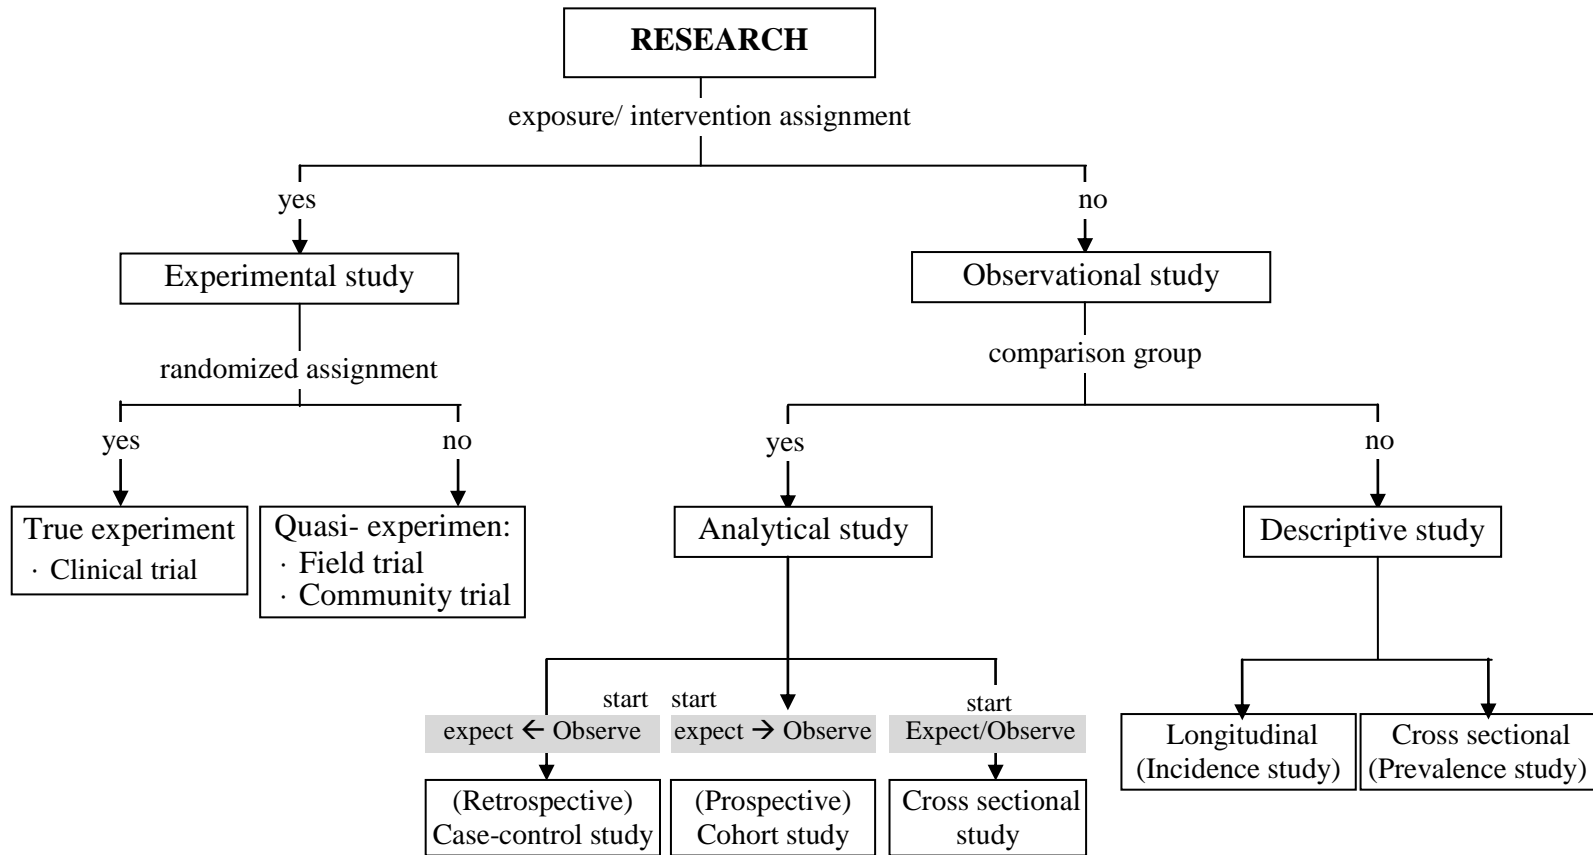 RESEARCH
exposure/ intervention assignment
yes
no
Experimental study
Observational study
randomized assignment
comparison group
yes
no
yes
no
True experiment
· Clinical trial
Quasi- experimen:
· Field trial
· Community trial
Analytical study
Descriptive study
start
expect ← Observe
start
expect → Observe
start
Expect/Observe
(Retrospective)
Case-control study
(Prospective)
Cohort study
Cross sectional
study
Longitudinal
(Incidence study)
Cross sectional
(Prevalence study)